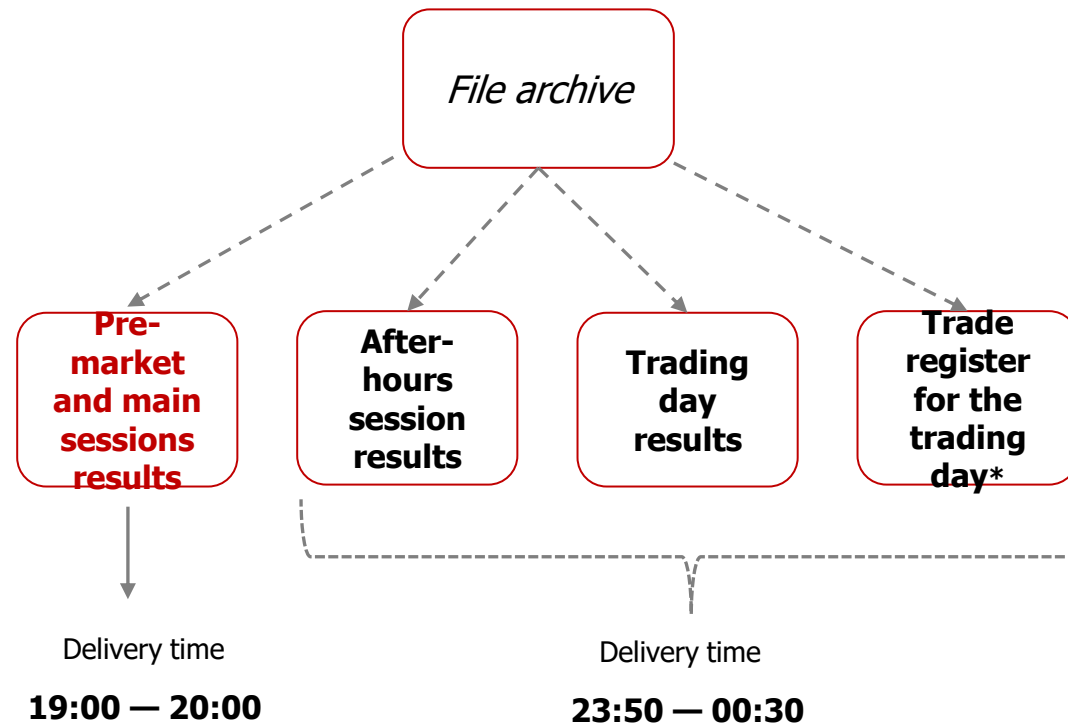 File archive
Pre-
market
and main
sessions
results
After-
hours
session
results
Trading
day
results
Trade
register
for the
trading
day*
Delivery time
19:00 — 20:00
Delivery time
23:50 — 00:30